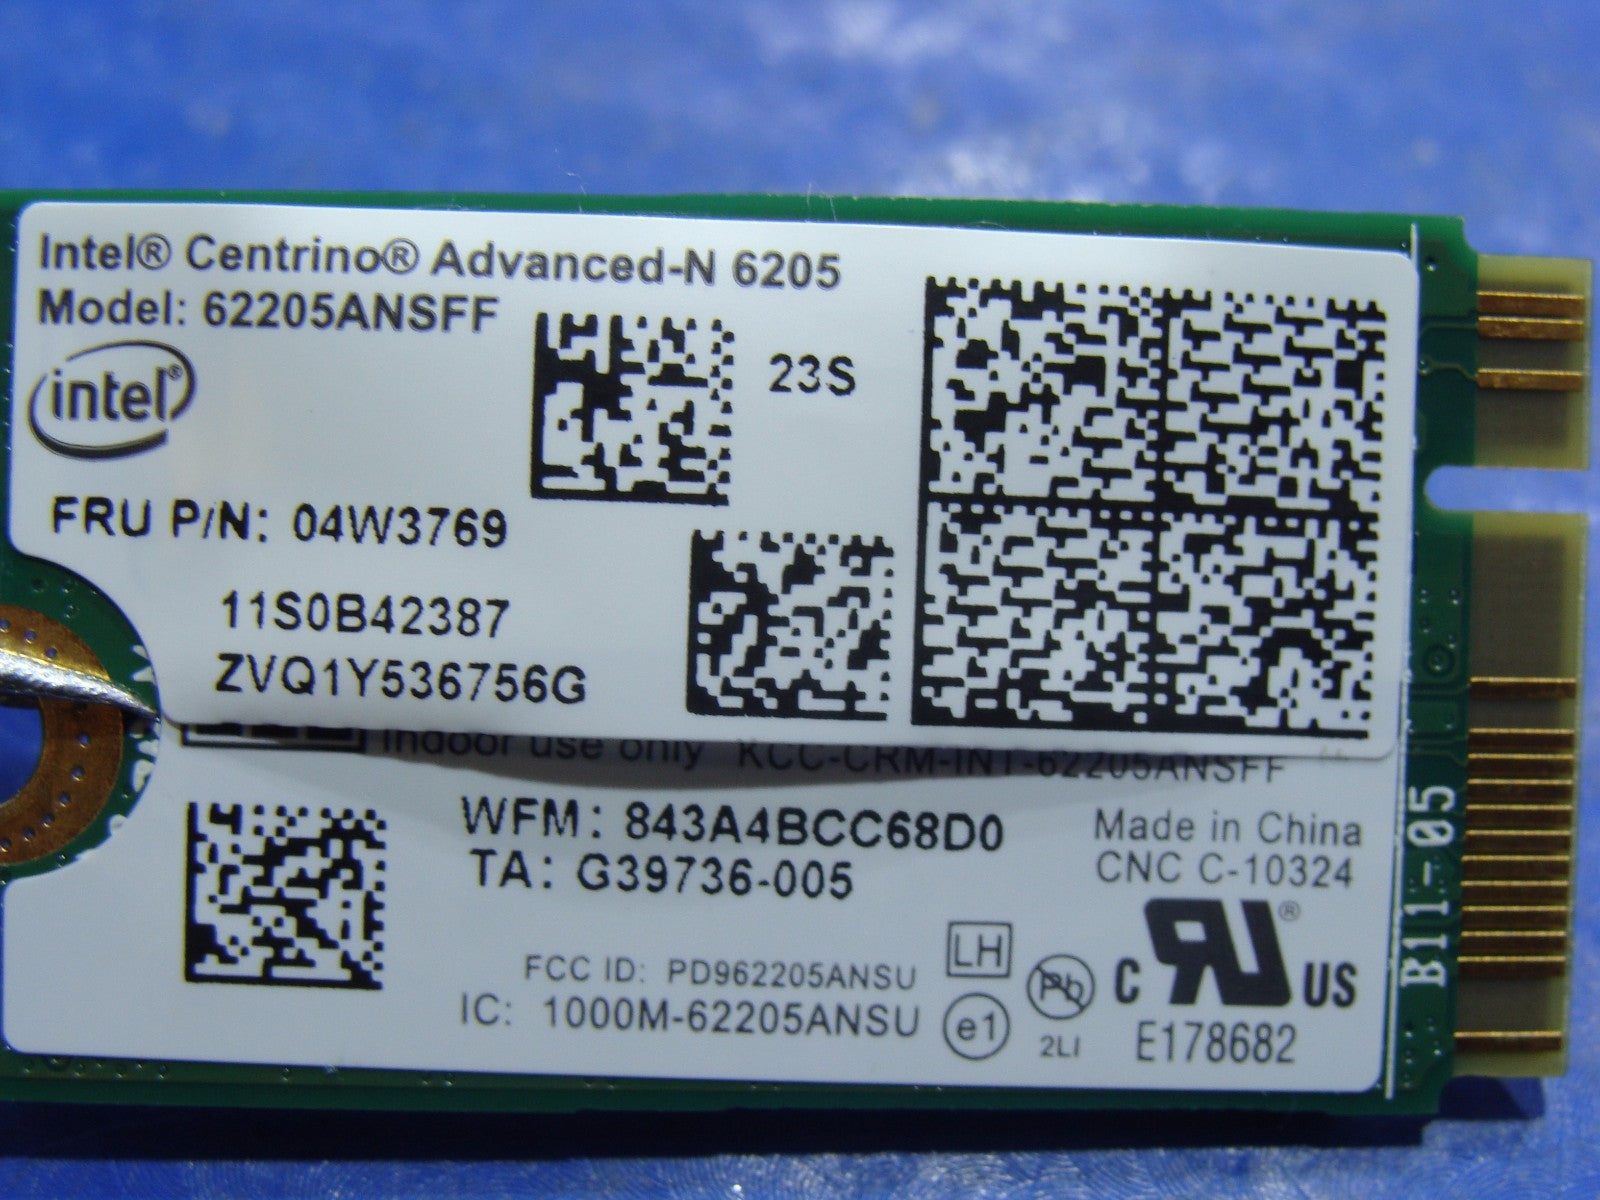 Intel® Centrino® Advanced-N 6205
Model: 62205ANSFF
intel®
23S
FRU P/N: 04W3769
11S0B42387
ZVQ1Y536756G
Indoor use only KCC-CRM-INT-62205ANSFF
WFM: 843A4BCC68D0
TA: G39736-005
Made in China
CNC C-10324
FCC ID: PD962205ANSU
IC: 1000M-62205ANSU
LH
e1
Pb
2LI
C UR® US
E178682
B11-05